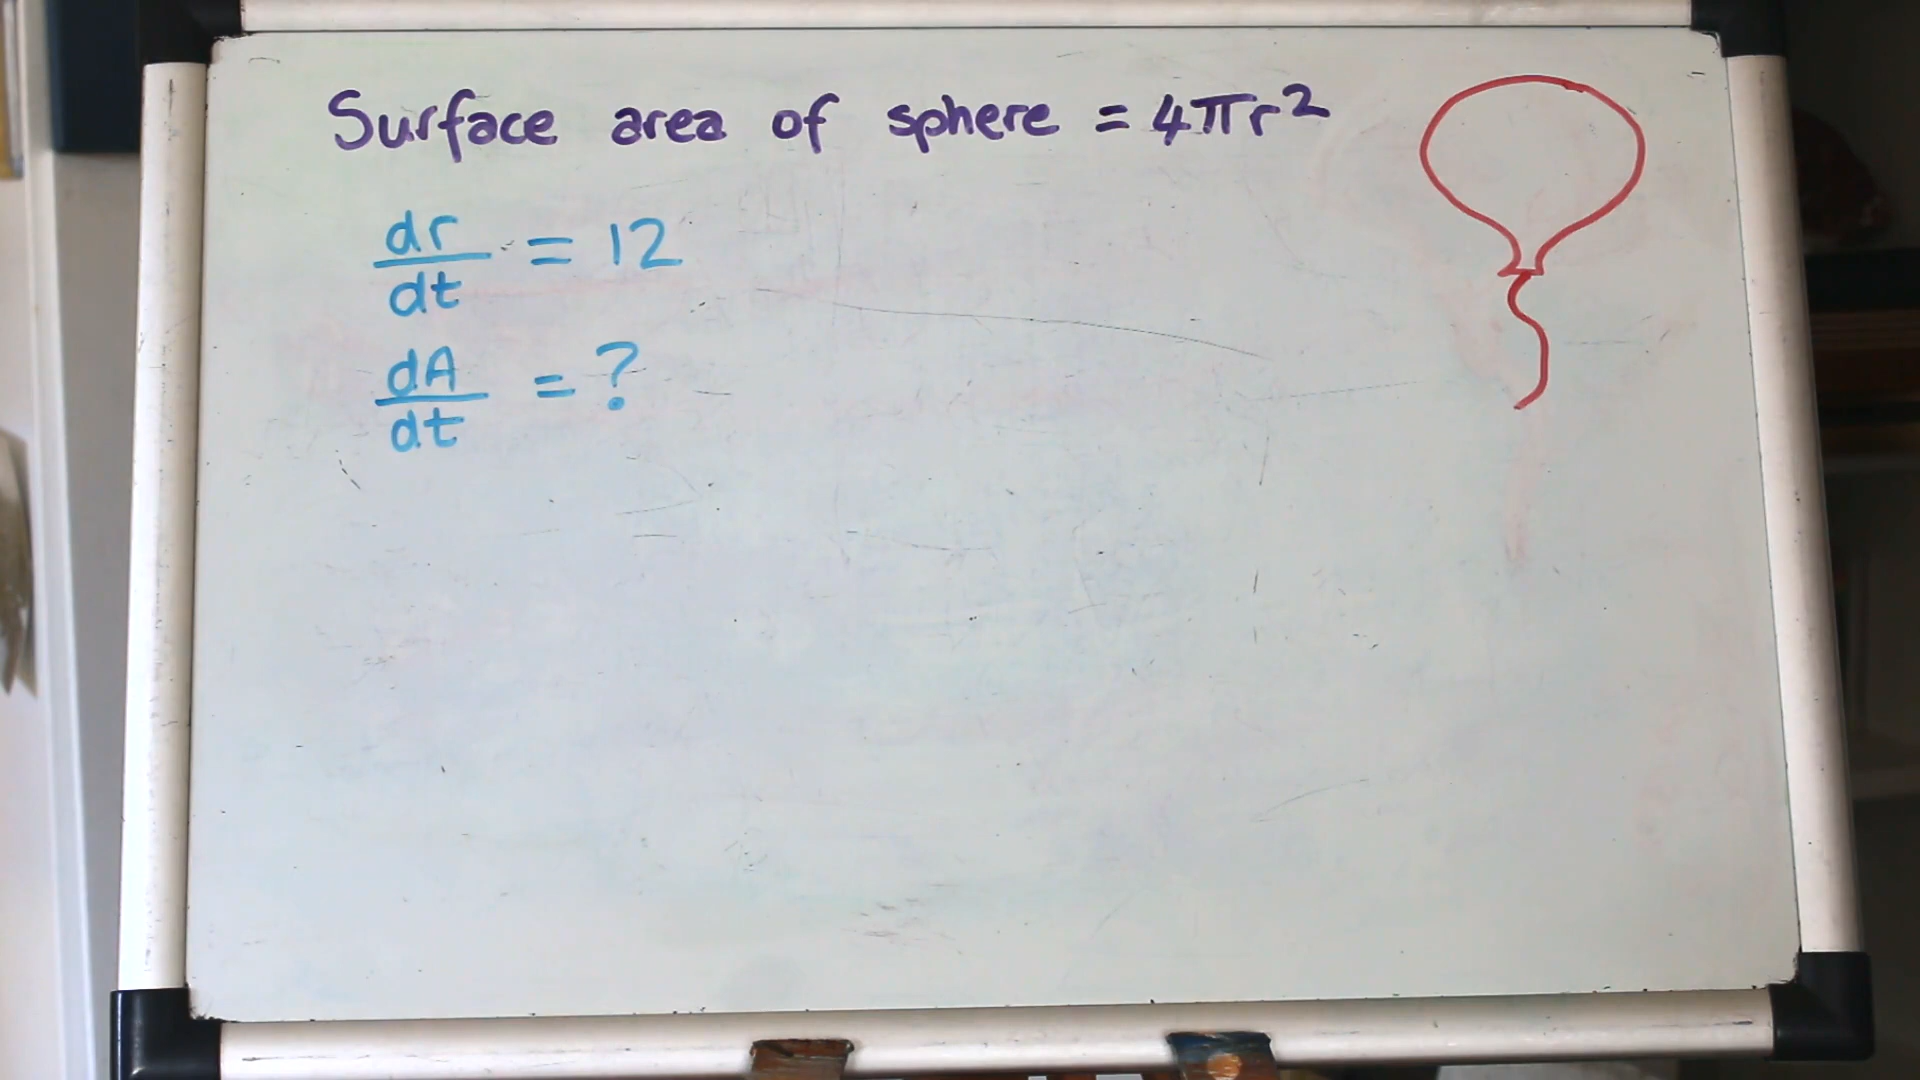 Surface area of sphere = 4πr²
dr/dt = 12
dA/dt = ?